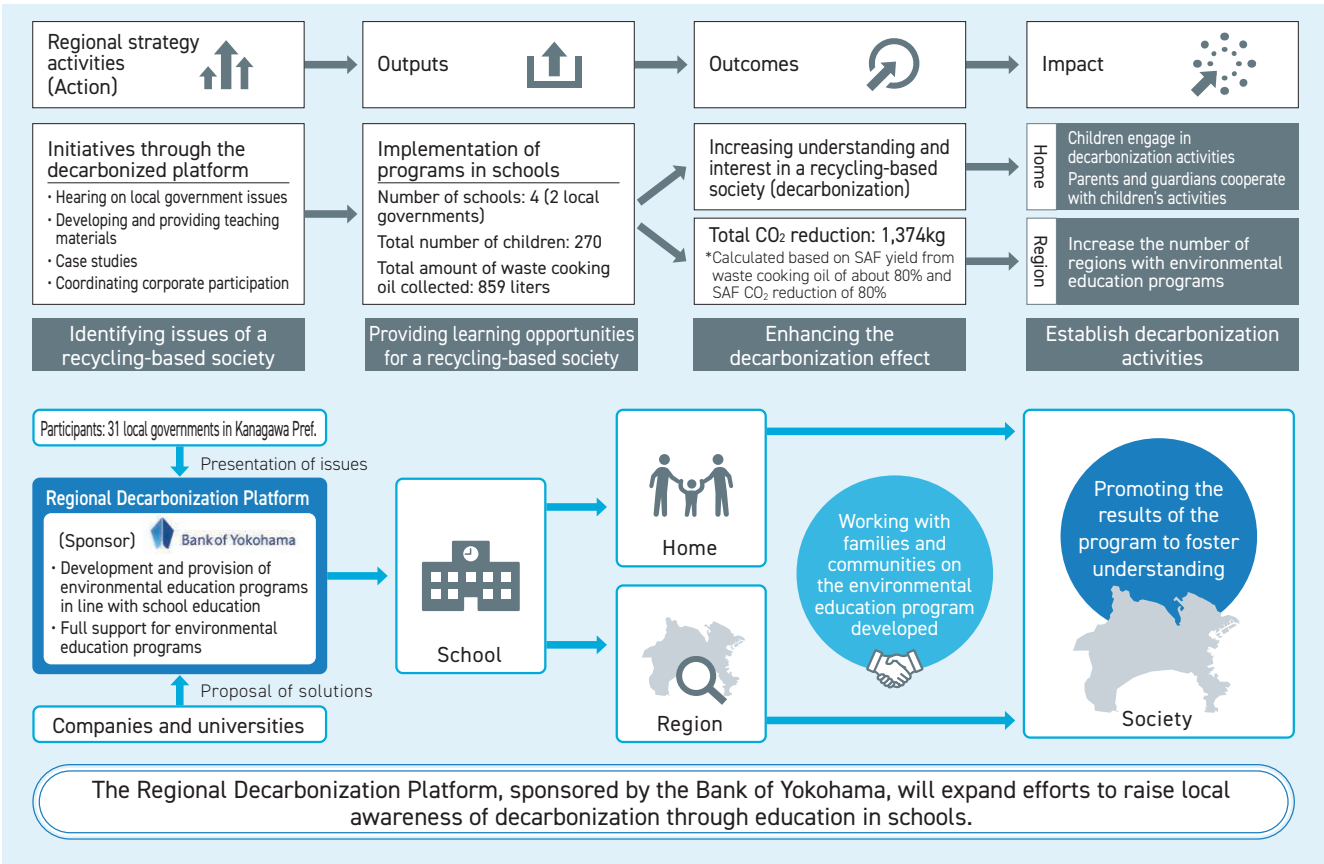 Regional strategy
activities
(Action)
Outputs
Outcomes
Impact
Initiatives through the
decarbonized platform
・Hearing on local government issues
・Developing and providing teaching
materials
・Case studies
・Coordinating corporate participation
Implementation of
programs in schools
Number of schools: 4 (2 local
governments)
Total number of children: 270
Total amount of waste cooking
oil collected: 859 liters
Increasing understanding and
interest in a recycling-based
society (decarbonization)
Total CO₂ reduction: 1,374kg
*Calculated based on SAF yield from
waste cooking oil of about 80% and
SAF CO₂ reduction of 80%
Home
Children engage in
decarbonization activities
Parents and guardians cooperate
with children's activities
Region
Increase the number of
regions with environmental
education programs
Identifying issues of a
recycling-based society
Providing learning opportunities
for a recycling-based society
Enhancing the
decarbonization effect
Establish decarbonization
activities
Participants: 31 local governments in Kanagawa Pref.
Presentation of issues
Regional Decarbonization Platform
(Sponsor) Bank of Yokohama
・Development and provision of
environmental education programs
in line with school education
・Full support for environmental
education programs
Proposal of solutions
Companies and universities
School
Home
Region
Working with
families and
communities on
the environmental
education program
developed
Promoting the
results of the
program to foster
understanding
Society
The Regional Decarbonization Platform, sponsored by the Bank of Yokohama, will expand efforts to raise local
awareness of decarbonization through education in schools.